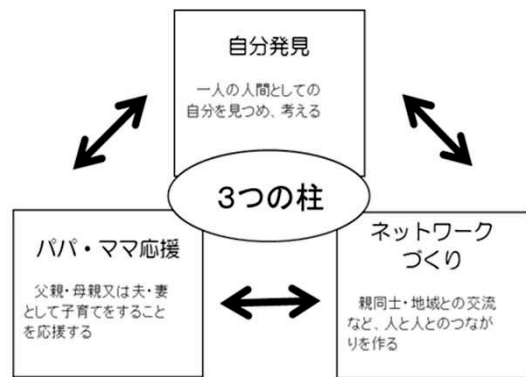 自分発見
一人の人間としての
自分を見つめ、考える
3つの柱
パパ・ママ応援
父親・母親又は夫・妻
として子育てをすること
を応援する
ネットワーク
づくり
親同士・地域との交流
など、人と人とのつなが
りを作る